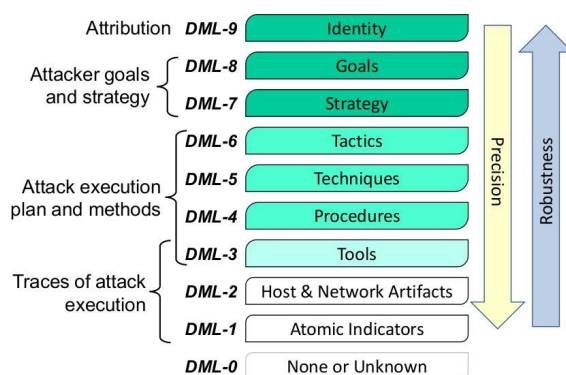 Attribution DML-9 Identity
Attacker goals and strategy
DML-8 Goals
DML-7 Strategy
Attack execution plan and methods
DML-6 Tactics
DML-5 Techniques
DML-4 Procedures
DML-3 Tools
Traces of attack execution
DML-2 Host & Network Artifacts
DML-1 Atomic Indicators
DML-0 None or Unknown
Precision
Robustness